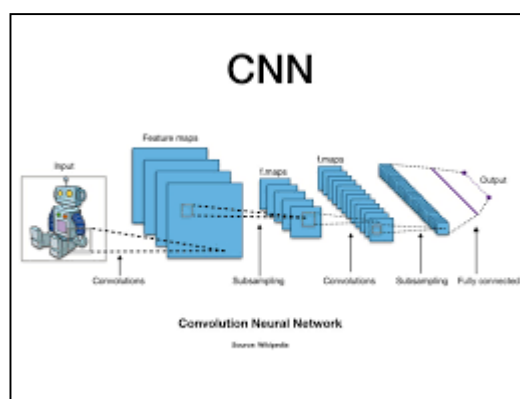 CNN
Feature maps
Input
f.maps
f.maps
Output
Convolutions
Subsampling
Convolutions
Subsampling
Fully connected
Convolution Neural Network
Source: Wikipedia